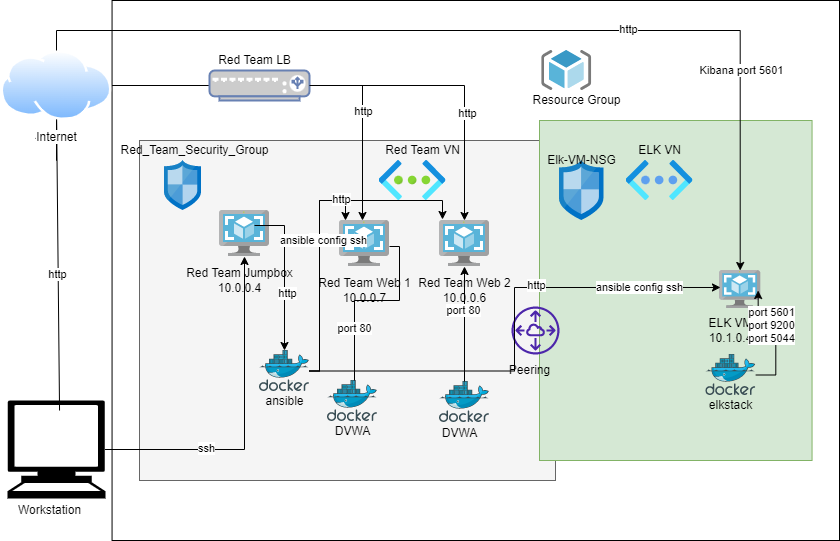 http
Red Team LB
Kibana port 5601
Resource Group
http
http
Internet
Red_Team_Security_Group
Red Team VN
Elk-VM-NSG
ELK VN
http
ansible config ssh
Red Team Jumpbox
10.0.0.4
Red Team Web 1
10.0.0.7
Red Team Web 2
10.0.0.6
http
http
http
ansible config ssh
port 80
port 80
ELK VM
10.1.0.
port 5601
port 9200
port 5044
Peering
docker
ansible
docker
DVWA
docker
DVWA
docker
elkstack
ssh
Workstation